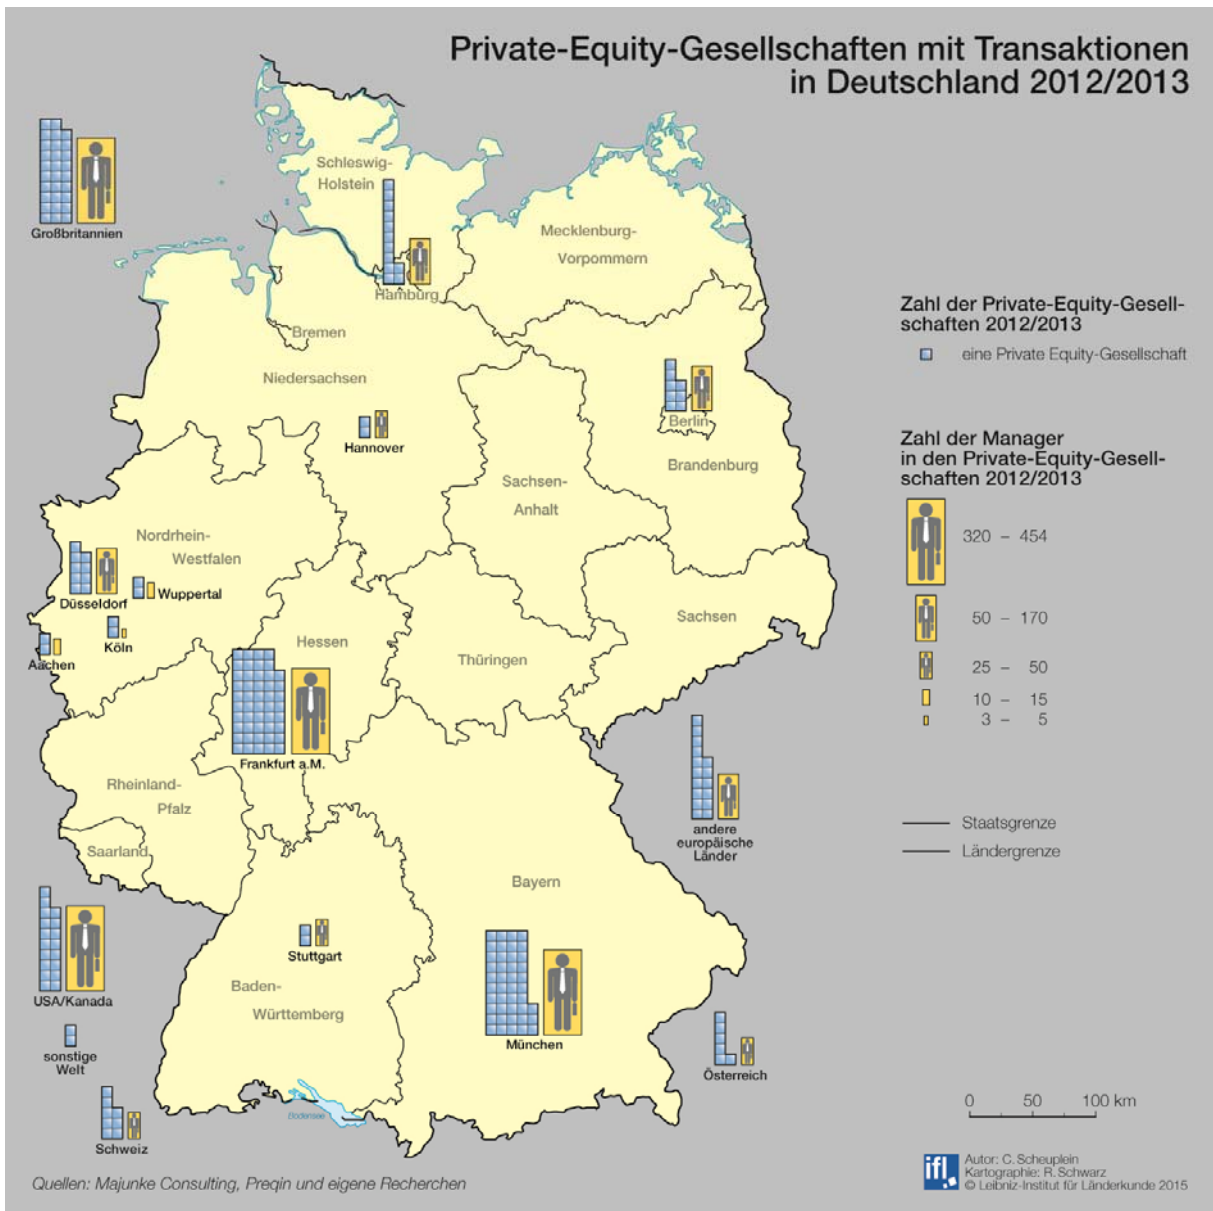 Private-Equity-Gesellschaften mit Transaktionen
in Deutschland 2012/2013
Großbritannien
Schleswig-
Holstein
Hamburg
Mecklenburg-
Vorpommern
Bremen
Niedersachsen
Hannover
Berlin
Brandenburg
Sachsen-
Anhalt
Nordrhein-
Westfalen
Düsseldorf
Wuppertal
Köln
Aachen
Hessen
Thüringen
Sachsen
Frankfurt a.M.
Rheinland-
Pfalz
Saarland
andere
europäische
Länder
Bayern
Stuttgart
Baden-
Württemberg
München
USA/Kanada
sonstige
Welt
Schweiz
Österreich
Bodensee
Zahl der Private-Equity-Gesell-
schaften 2012/2013
eine Private Equity-Gesellschaft
Zahl der Manager
in den Private-Equity-Gesell-
schaften 2012/2013
320 – 454
50 – 170
25 – 50
10 – 15
3 – 5
Staatsgrenze
Ländergrenze
0 50 100 km
Quellen: Majunke Consulting, Preqin und eigene Recherchen
ifl
Autor: C. Scheuplein
Kartographie: R. Schwarz
© Leibniz-Institut für Länderkunde 2015